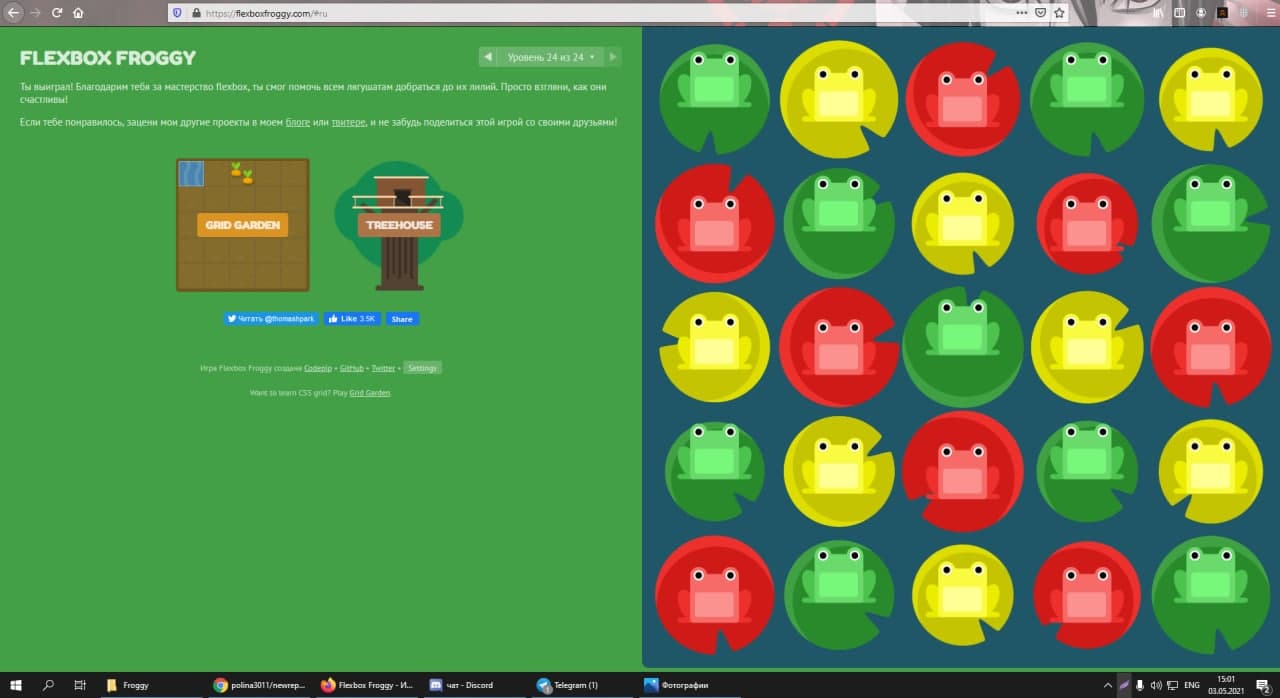 https://flexboxfroggy.com/#ru
FLEXBOX FROGGY
Уровень 24 из 24
Ты выиграл! Благодарим тебя за мастерство flexbox, ты смог помочь всем лягушатам добраться до их лилий. Просто взгляни, как они
счастливы!
Если тебе понравилось, зацени мои другие проекты в моем блоге или твитере, и не забудь поделиться этой игрой со своими друзьями!
GRID GARDEN
TREEHOUSE
Читать @thomashpark
Like 3.5K
Share
Игра Flexbox Froggy создана Codepip • GitHub • Twitter • Settings
Want to learn CSS grid? Play Grid Garden.
Froggy
polina3011/newrep...
Flexbox Froggy - И...
чат - Discord
Telegram (1)
Фотографии
ENG
15:01
03.05.2021
2